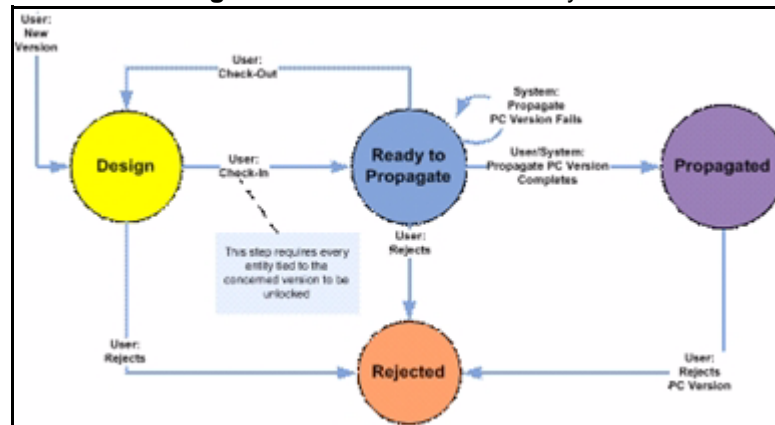 User:
New
Version
User:
Check-Out
System:
Propagate
PC Version Fails
Design
User:
Check-In
Ready to
Propagate
User/System:
Propagate PC Version
Completes
Propagated
This step requires every
entity tied to the
concerned version to be
unlocked
User:
Rejects
User:
Rejects
Rejected
User:
Rejects
PC Version